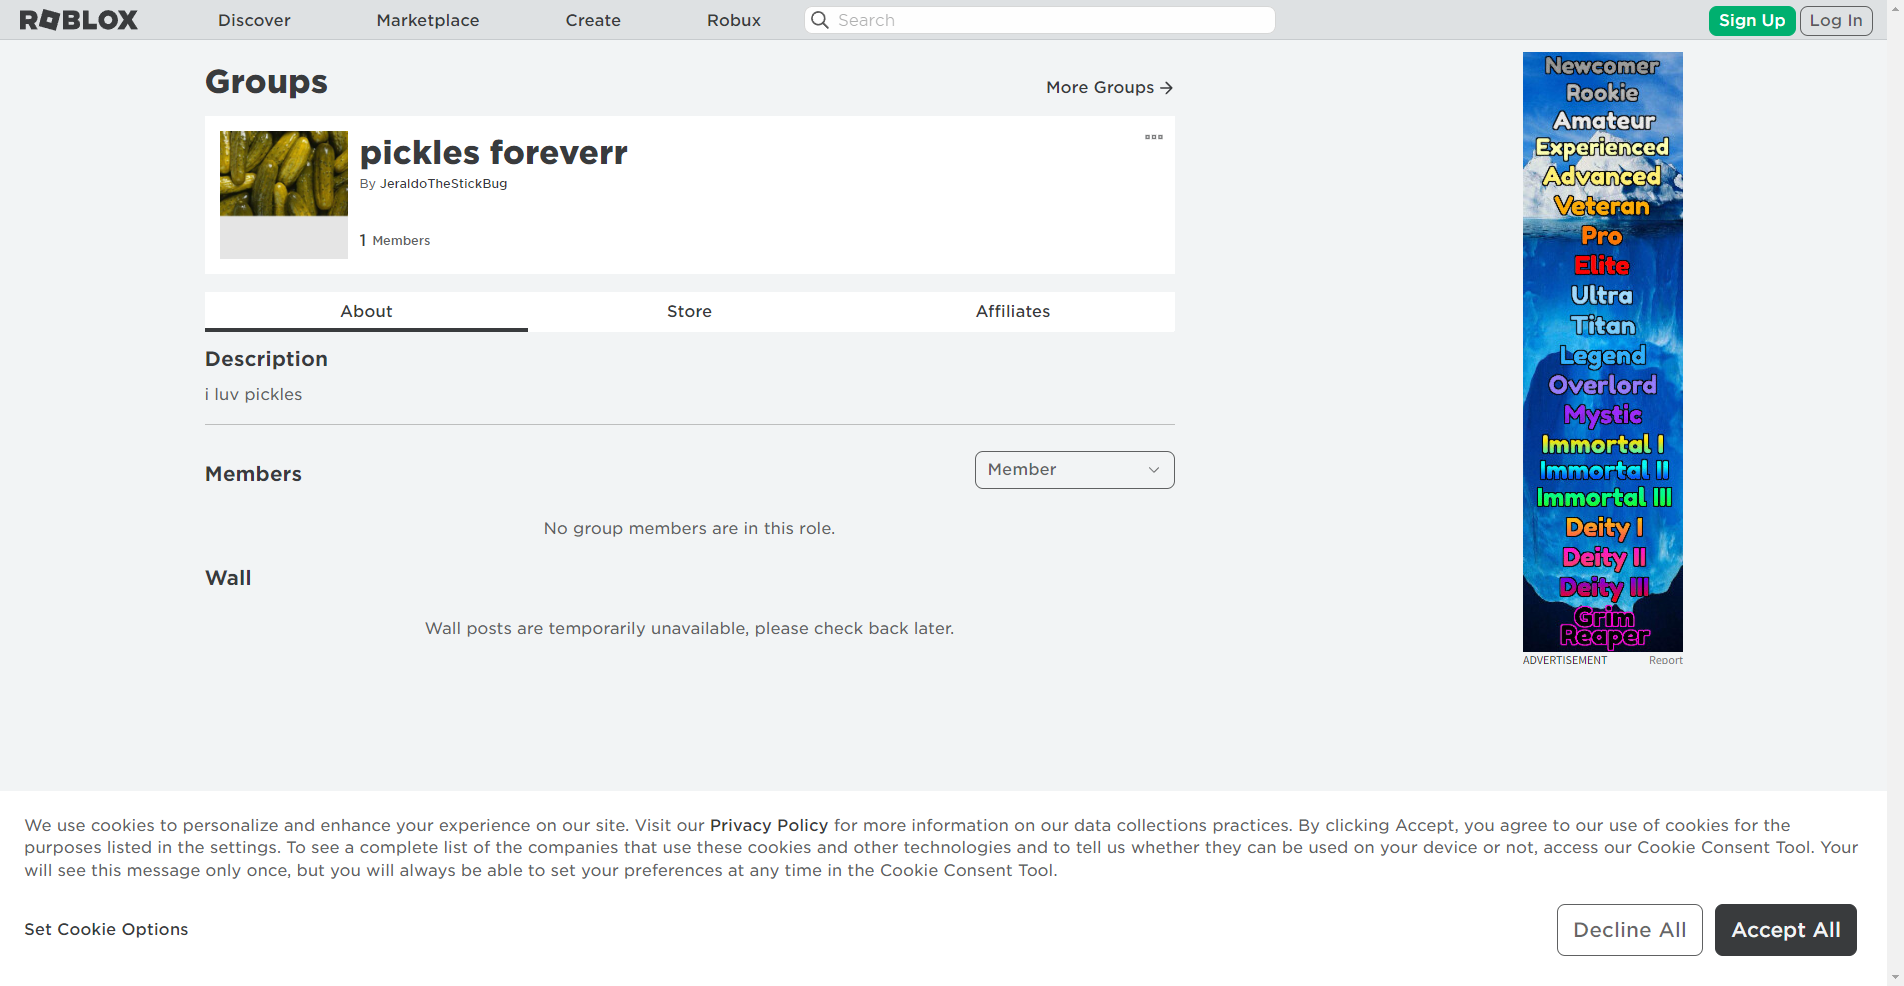 ROBLOX
Discover
Marketplace
Create
Robux
Search
Sign Up
Log In
Groups
More Groups
pickles foreverr
By JeraldoTheStickBug
1 Members
About
Store
Affiliates
Description
i luv pickles
Members
Member
No group members are in this role.
Wall
Wall posts are temporarily unavailable, please check back later.
Newcomer
Rookie
Amateur
Experienced
Advanced
Veteran
Pro
Elite
Ultra
Titan
Legend
Overlord
Mystic
Immortal I
Immortal II
Immortal III
Deity I
Deity II
Deity III
Grim
Reaper
ADVERTISEMENT
Report
We use cookies to personalize and enhance your experience on our site. Visit our Privacy Policy for more information on our data collections practices. By clicking Accept, you agree to our use of cookies for the
purposes listed in the settings. To see a complete list of the companies that use these cookies and other technologies and to tell us whether they can be used on your device or not, access our Cookie Consent Tool. Your
will see this message only once, but you will always be able to set your preferences at any time in the Cookie Consent Tool.
Set Cookie Options
Decline All
Accept All